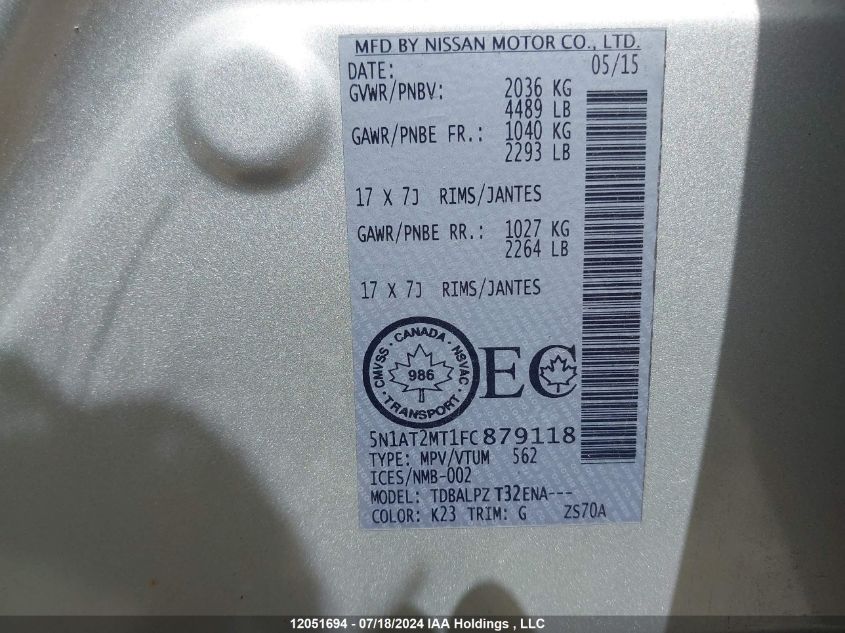 MFD BY NISSAN MOTOR CO., LTD.
DATE: 05/15
GVWR/PNBV: 2036 KG
4489 LB
GAWR/PNBE FR.: 1040 KG
2293 LB
17 X 7J RIMS/JANTES
GAWR/PNBE RR.: 1027 KG
2264 LB
17 X 7J RIMS/JANTES
CANADA
CMVSS · NSVAC
986
TRANSPORT
EC
5N1AT2MT1FC879118
TYPE: MPV/VTUM 562
ICES/NMB-002
MODEL: TDBALPZ T32ENA---
COLOR: K23 TRIM: G ZS70A
12051694 - 07/18/2024 IAA Holdings , LLC